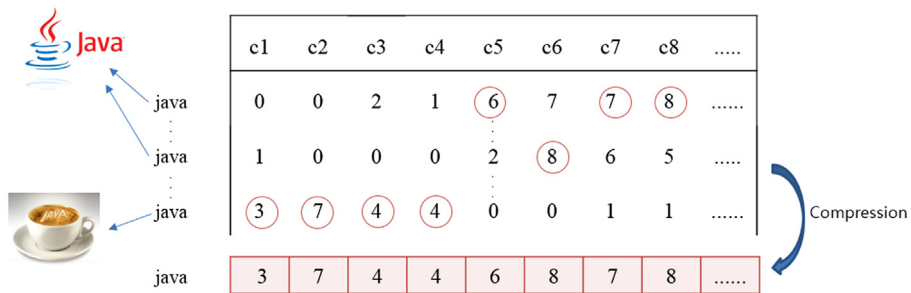 Java
c1 c2 c3 c4 c5 c6 c7 c8 .....
java 0 0 2 1 6 7 7 8 ......
java 1 0 0 0 2 8 6 5 .....
JAVA
java 3 7 4 4 0 0 1 1 ......
Compression
java 3 7 4 4 6 8 7 8 ......